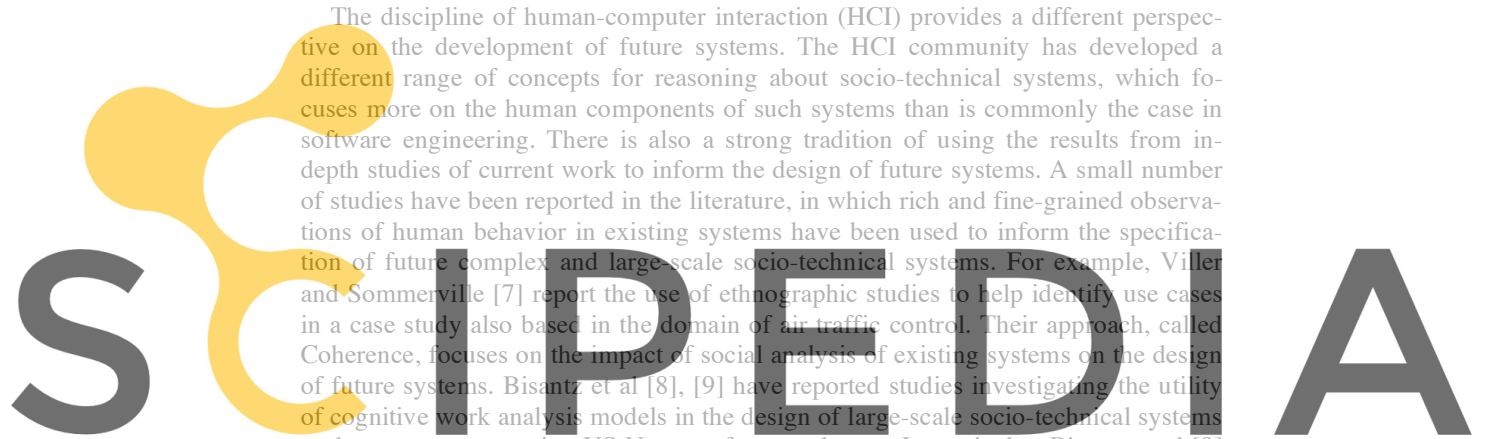 The discipline of human-computer interaction (HCI) provides a different perspec-
tive on the development of future systems. The HCI community has developed a
different range of concepts for reasoning about socio-technical systems, which fo-
cuses more on the human components of such systems than is commonly the case in
software engineering. There is also a strong tradition of using the results from in-
depth studies of current work to inform the design of future systems. A small number
of studies have been reported in the literature, in which rich and fine-grained observa-
tions of human behavior in existing systems have been used to inform the specifica-
tion of future complex and large-scale socio-technical systems. For example, Viller
and Sommerville [7] report the use of ethnographic studies to help identify use cases
in a case study also based in the domain of air traffic control. Their approach, called
Coherence, focuses on the impact of social analysis of existing systems on the design
of future systems. Bisantz et al [8], [9] have reported studies investigating the utility
of cognitive work analysis models in the design of large-scale socio-technical systems
SCIPEDIA